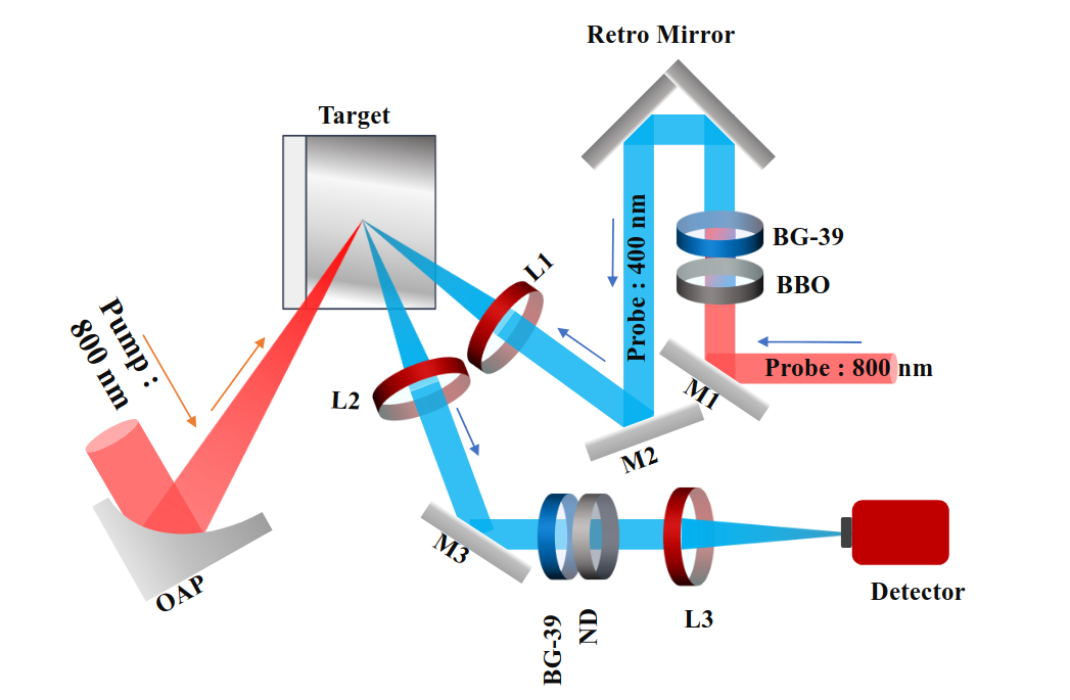 Retro Mirror
Target
BG-39
BBO
Probe : 400 nm
L1
Pump :
800 nm
Probe : 800 nm
M1
L2
M2
M3
OAP
Detector
L3
BG-39
ND